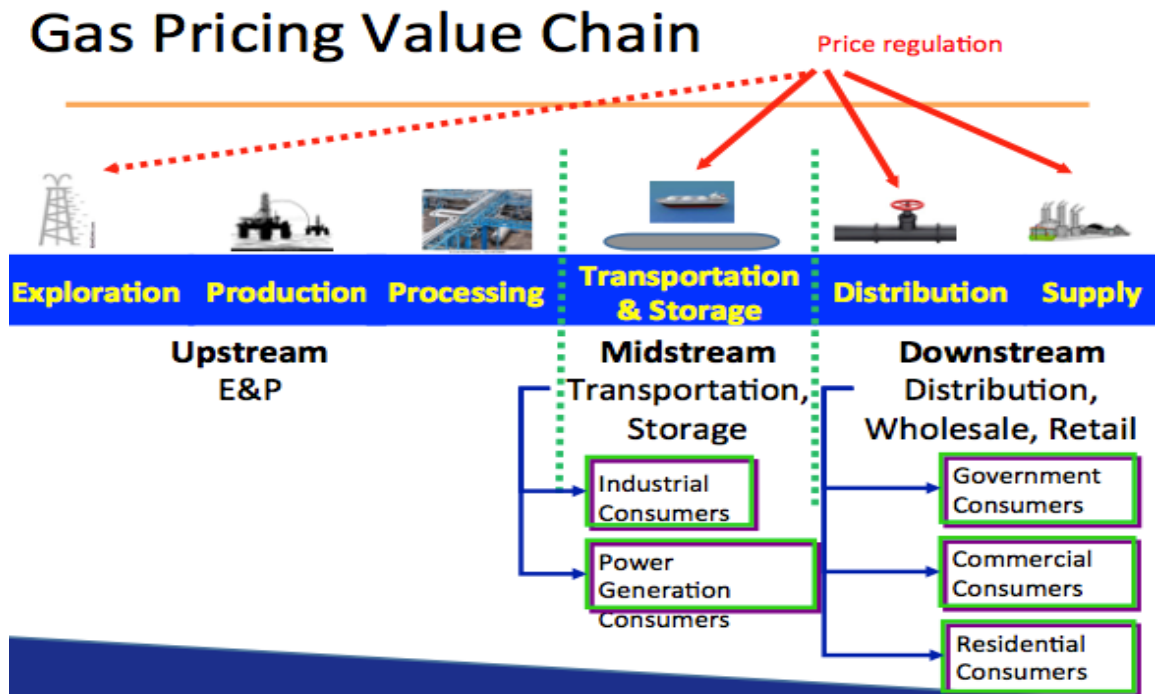 Gas Pricing Value Chain
Price regulation
Exploration
Production
Processing
Transportation
& Storage
Distribution
Supply
Upstream
E&P
Midstream
Transportation,
Storage
Downstream
Distribution,
Wholesale, Retail
Industrial
Consumers
Power
Generation
Consumers
Government
Consumers
Commercial
Consumers
Residential
Consumers